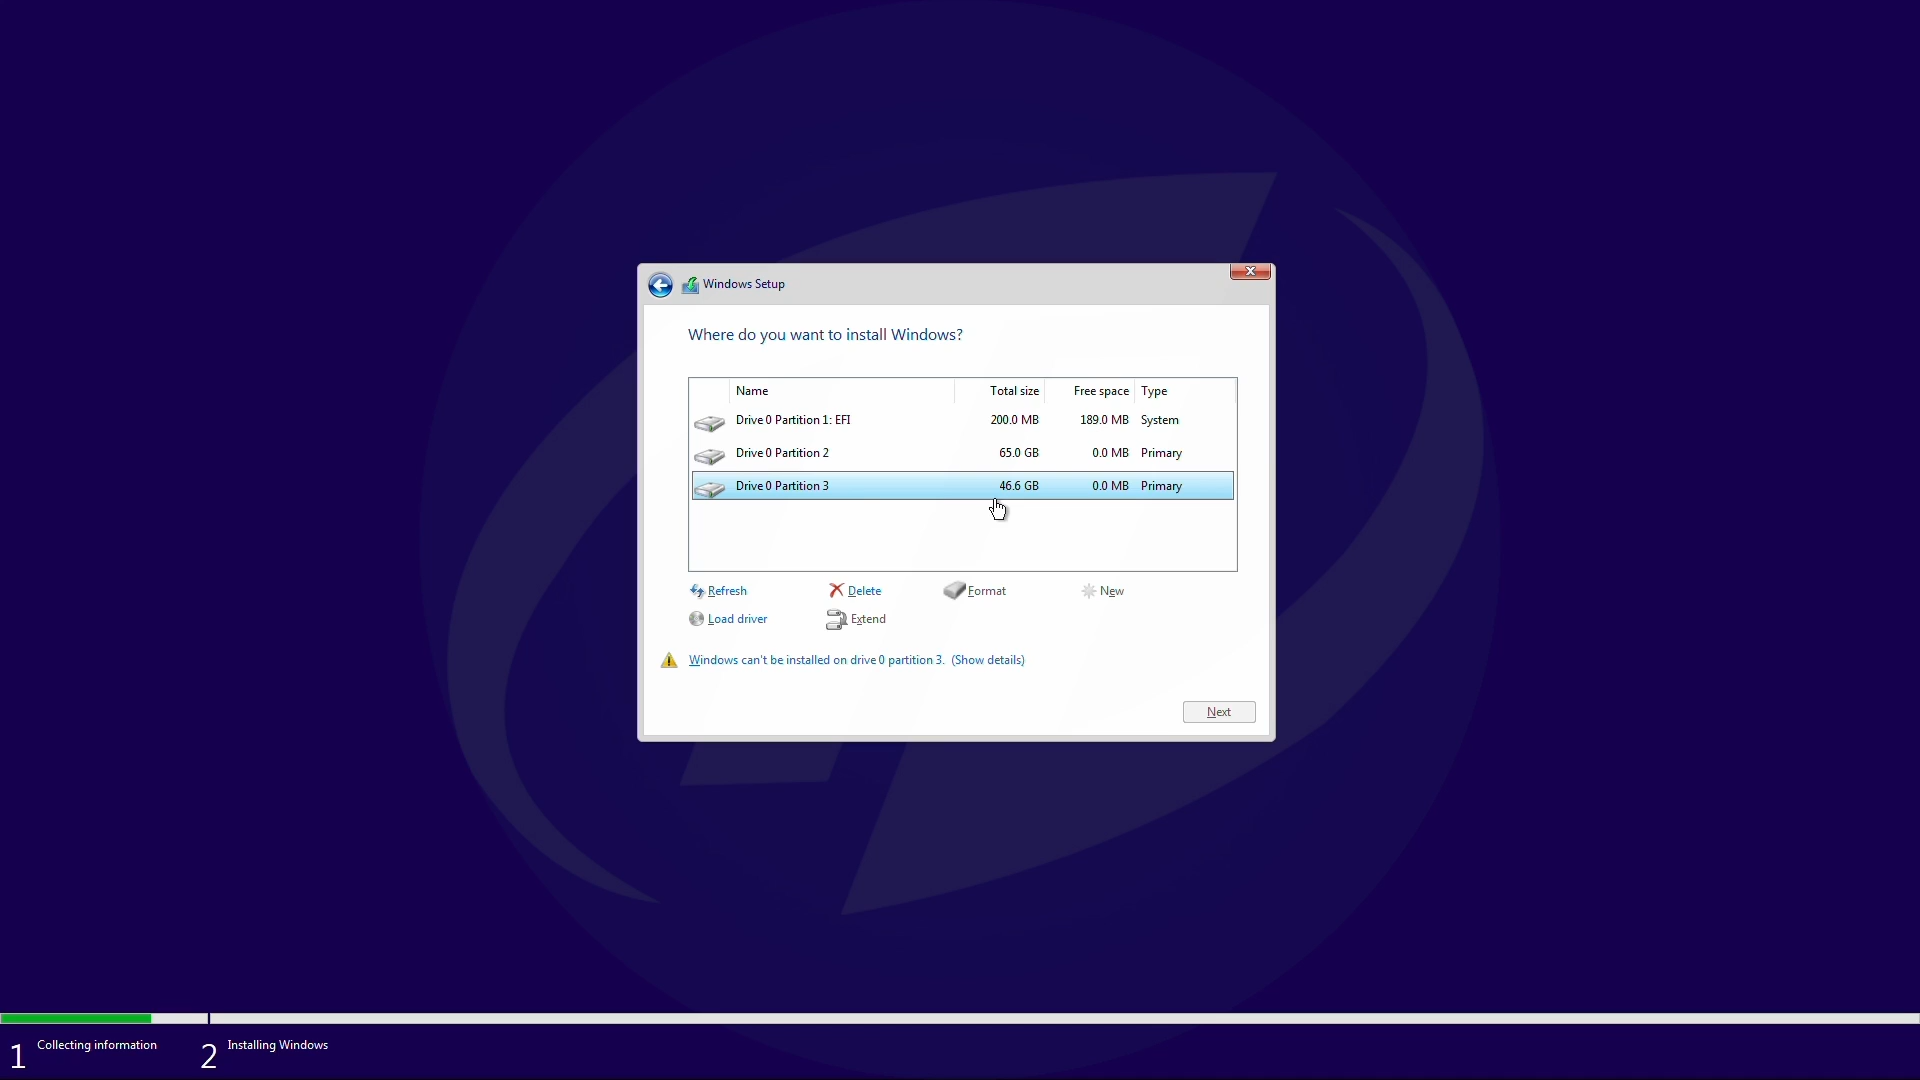 Windows Setup
Where do you want to install Windows?
Name Total size Free space Type
Drive 0 Partition 1: EFI 200.0 MB 189.0 MB System
Drive 0 Partition 2 65.0 GB 0.0 MB Primary
Drive 0 Partition 3 46.6 GB 0.0 MB Primary
Refresh Delete Format New
Load driver Extend
Windows can't be installed on drive 0 partition 3. (Show details)
Next
1 Collecting information 2 Installing Windows